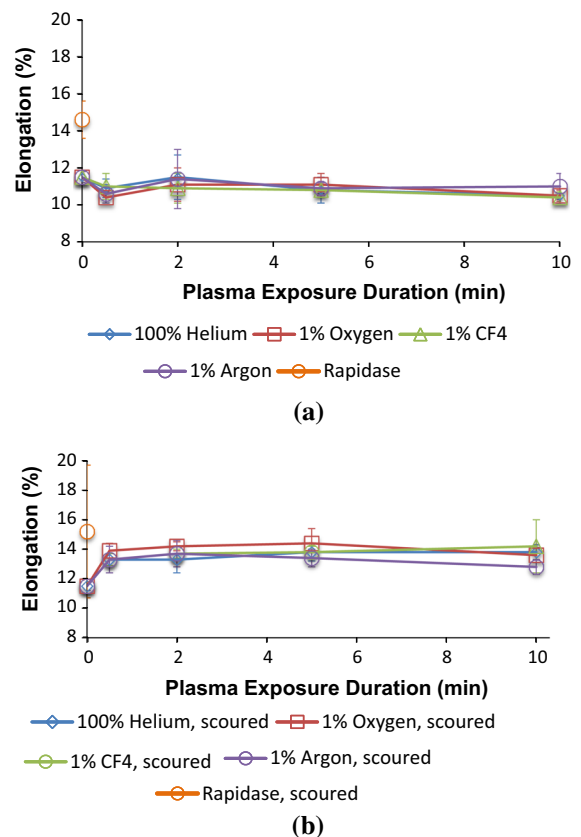 20
18
16
14
12
10
8
Elongation (%)
0 2 4 6 8 10
Plasma Exposure Duration (min)
100% Helium 1% Oxygen 1% CF4
1% Argon Rapidase
(a)
20
18
16
14
12
10
8
Elongation (%)
0 2 4 6 8 10
Plasma Exposure Duration (min)
100% Helium, scoured 1% Oxygen, scoured
1% CF4, scoured 1% Argon, scoured
Rapidase, scoured
(b)